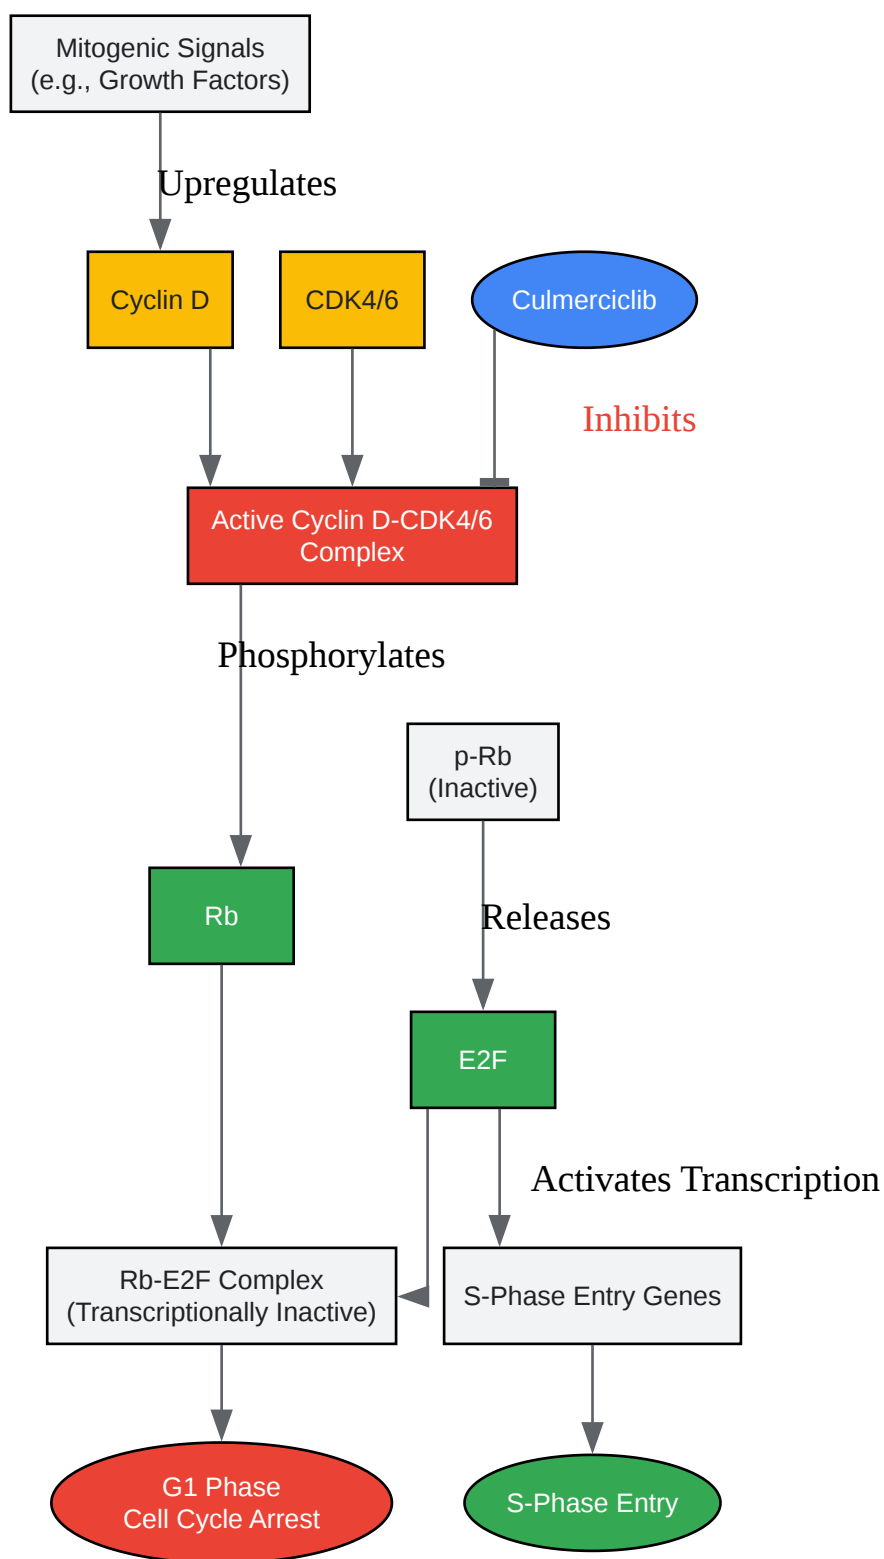 Mitogenic Signals
(e.g., Growth Factors)
Upregulates
Cyclin D
CDK4/6
Culmerciclib
Inhibits
Active Cyclin D-CDK4/6
Complex
Phosphorylates
p-Rb
(Inactive)
Rb
Releases
E2F
Activates Transcription
Rb-E2F Complex
(Transcriptionally Inactive)
S-Phase Entry Genes
G1 Phase
Cell Cycle Arrest
S-Phase Entry